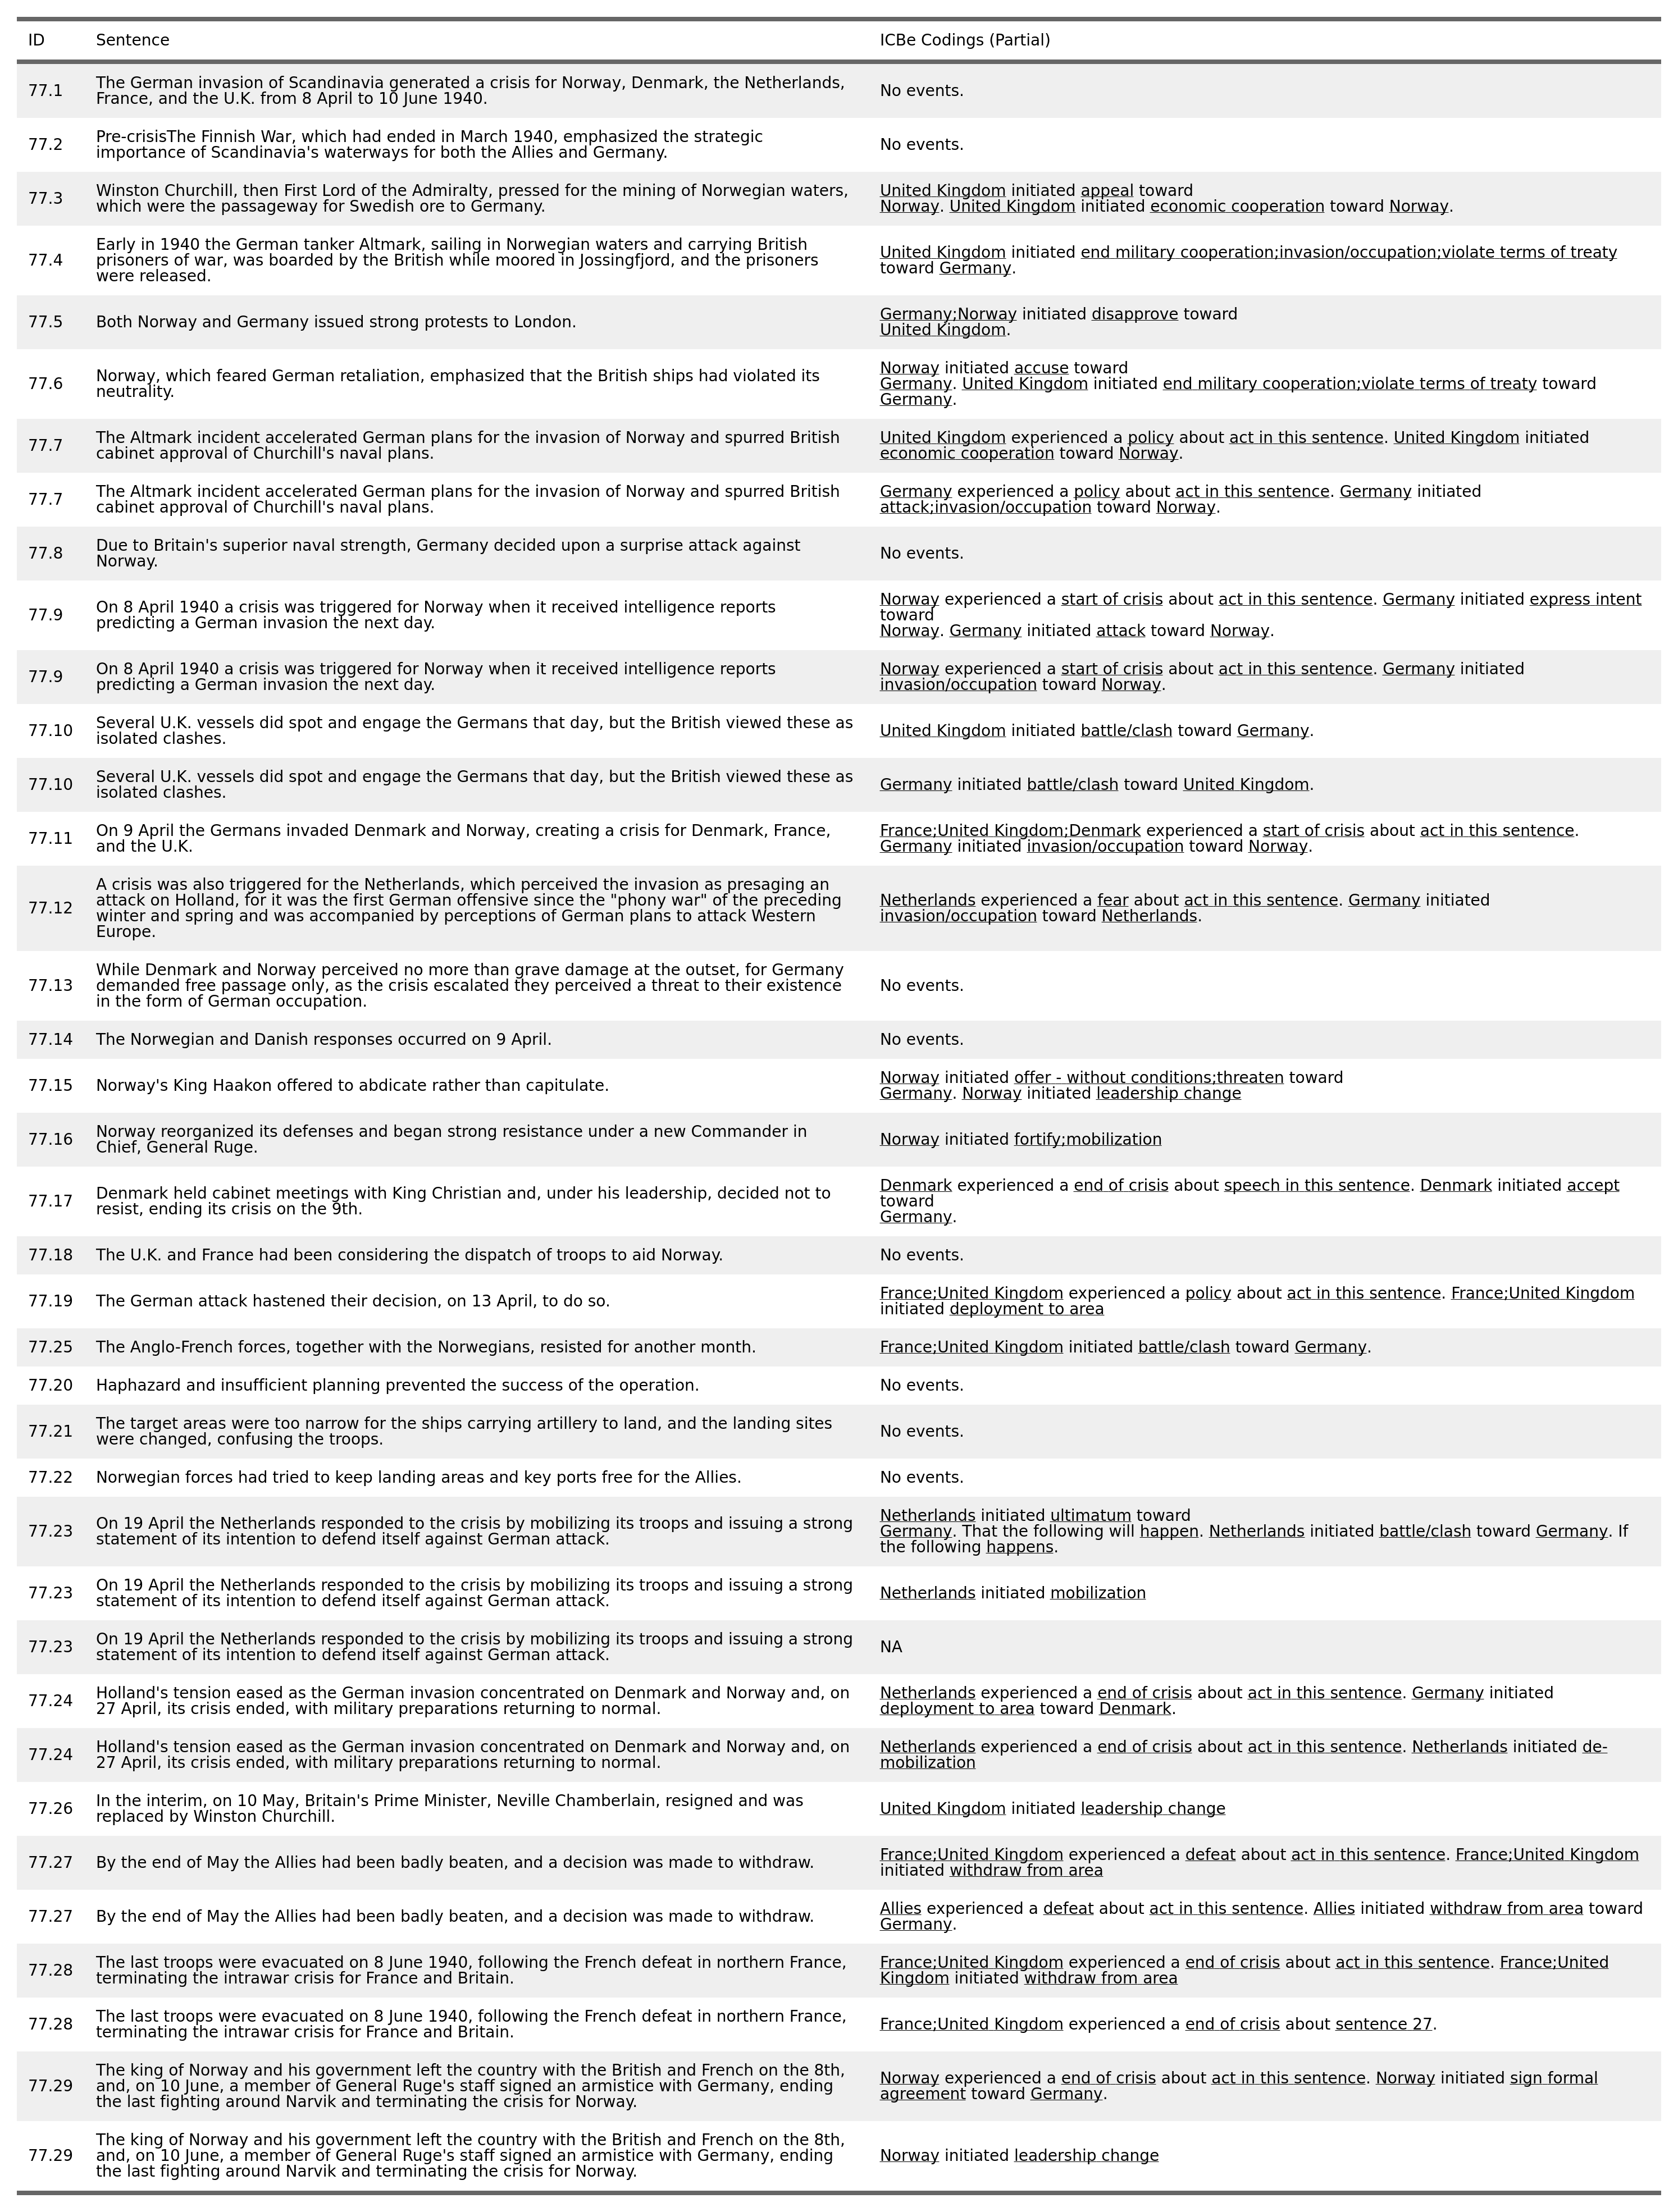 ID Sentence ICBe Codings (Partial)
77.1 The German invasion of Scandinavia generated a crisis for Norway, Denmark, the Netherlands,
France, and the U.K. from 8 April to 10 June 1940. No events.
77.2 Pre-crisisThe Finnish War, which had ended in March 1940, emphasized the strategic
importance of Scandinavia's waterways for both the Allies and Germany. No events.
77.3 Winston Churchill, then First Lord of the Admiralty, pressed for the mining of Norwegian waters,
which were the passageway for Swedish ore to Germany.
United Kingdom initiated appeal toward
Norway. United Kingdom initiated economic cooperation toward Norway.
77.4 Early in 1940 the German tanker Altmark, sailing in Norwegian waters and carrying British
prisoners of war, was boarded by the British while moored in Jossingfjord, and the prisoners
were released.
United Kingdom initiated end military cooperation;invasion/occupation;violate terms of treaty
toward Germany.
77.5 Both Norway and Germany issued strong protests to London.
Germany;Norway initiated disapprove toward
United Kingdom.
77.6 Norway, which feared German retaliation, emphasized that the British ships had violated its
neutrality.
Norway initiated accuse toward
Germany. United Kingdom initiated end military cooperation;violate terms of treaty toward
Germany.
77.7 The Altmark incident accelerated German plans for the invasion of Norway and spurred British
cabinet approval of Churchill's naval plans.
United Kingdom experienced a policy about act in this sentence. United Kingdom initiated
economic cooperation toward Norway.
77.7 The Altmark incident accelerated German plans for the invasion of Norway and spurred British
cabinet approval of Churchill's naval plans.
Germany experienced a policy about act in this sentence. Germany initiated
attack;invasion/occupation toward Norway.
77.8 Due to Britain's superior naval strength, Germany decided upon a surprise attack against
Norway.
No events.
77.9 On 8 April 1940 a crisis was triggered for Norway when it received intelligence reports
predicting a German invasion the next day.
Norway experienced a start of crisis about act in this sentence. Germany initiated express intent
toward
Norway. Germany initiated attack toward Norway.
77.9 On 8 April 1940 a crisis was triggered for Norway when it received intelligence reports
predicting a German invasion the next day.
Norway experienced a start of crisis about act in this sentence. Germany initiated
invasion/occupation toward Norway.
77.10 Several U.K. vessels did spot and engage the Germans that day, but the British viewed these as
isolated clashes.
United Kingdom initiated battle/clash toward Germany.
77.10 Several U.K. vessels did spot and engage the Germans that day, but the British viewed these as
isolated clashes.
Germany initiated battle/clash toward United Kingdom.
77.11 On 9 April the Germans invaded Denmark and Norway, creating a crisis for Denmark, France,
and the U.K.
France;United Kingdom;Denmark experienced a start of crisis about act in this sentence.
Germany initiated invasion/occupation toward Norway.
77.12 A crisis was also triggered for the Netherlands, which perceived the invasion as presaging an
attack on Holland, for it was the first German offensive since the "phony war" of the preceding
winter and spring and was accompanied by perceptions of German plans to attack Western
Europe.
Netherlands experienced a fear about act in this sentence. Germany initiated
invasion/occupation toward Netherlands.
77.13 While Denmark and Norway perceived no more than grave damage at the outset, for Germany
demanded free passage only, as the crisis escalated they perceived a threat to their existence
in the form of German occupation.
No events.
77.14 The Norwegian and Danish responses occurred on 9 April. No events.
77.15 Norway's King Haakon offered to abdicate rather than capitulate.
Norway initiated offer - without conditions;threaten toward
Germany. Norway initiated leadership change
77.16 Norway reorganized its defenses and began strong resistance under a new Commander in
Chief, General Ruge.
Norway initiated fortify;mobilization
77.17 Denmark held cabinet meetings with King Christian and, under his leadership, decided not to
resist, ending its crisis on the 9th.
Denmark experienced a end of crisis about speech in this sentence. Denmark initiated accept
toward
Germany.
77.18 The U.K. and France had been considering the dispatch of troops to aid Norway. No events.
77.19 The German attack hastened their decision, on 13 April, to do so.
France;United Kingdom experienced a policy about act in this sentence. France;United Kingdom
initiated deployment to area
77.25 The Anglo-French forces, together with the Norwegians, resisted for another month. France;United Kingdom initiated battle/clash toward Germany.
77.20 Haphazard and insufficient planning prevented the success of the operation. No events.
77.21 The target areas were too narrow for the ships carrying artillery to land, and the landing sites
were changed, confusing the troops.
No events.
77.22 Norwegian forces had tried to keep landing areas and key ports free for the Allies. No events.
77.23 On 19 April the Netherlands responded to the crisis by mobilizing its troops and issuing a strong
statement of its intention to defend itself against German attack.
Netherlands initiated ultimatum toward
Germany. That the following will happen. Netherlands initiated battle/clash toward Germany. If
the following happens.
77.23 On 19 April the Netherlands responded to the crisis by mobilizing its troops and issuing a strong
statement of its intention to defend itself against German attack.
Netherlands initiated mobilization
77.23 On 19 April the Netherlands responded to the crisis by mobilizing its troops and issuing a strong
statement of its intention to defend itself against German attack.
NA
77.24 Holland's tension eased as the German invasion concentrated on Denmark and Norway and, on
27 April, its crisis ended, with military preparations returning to normal.
Netherlands experienced a end of crisis about act in this sentence. Germany initiated
deployment to area toward Denmark.
77.24 Holland's tension eased as the German invasion concentrated on Denmark and Norway and, on
27 April, its crisis ended, with military preparations returning to normal.
Netherlands experienced a end of crisis about act in this sentence. Netherlands initiated de-
mobilization
77.26 In the interim, on 10 May, Britain's Prime Minister, Neville Chamberlain, resigned and was
replaced by Winston Churchill.
United Kingdom initiated leadership change
77.27 By the end of May the Allies had been badly beaten, and a decision was made to withdraw.
France;United Kingdom experienced a defeat about act in this sentence. France;United Kingdom
initiated withdraw from area
77.27 By the end of May the Allies had been badly beaten, and a decision was made to withdraw.
Allies experienced a defeat about act in this sentence. Allies initiated withdraw from area toward
Germany.
77.28 The last troops were evacuated on 8 June 1940, following the French defeat in northern France,
terminating the intrawar crisis for France and Britain.
France;United Kingdom experienced a end of crisis about act in this sentence. France;United
Kingdom initiated withdraw from area
77.28 The last troops were evacuated on 8 June 1940, following the French defeat in northern France,
terminating the intrawar crisis for France and Britain.
France;United Kingdom experienced a end of crisis about sentence 27.
77.29 The king of Norway and his government left the country with the British and French on the 8th,
and, on 10 June, a member of General Ruge's staff signed an armistice with Germany, ending
the last fighting around Narvik and terminating the crisis for Norway.
Norway experienced a end of crisis about act in this sentence. Norway initiated sign formal
agreement toward Germany.
77.29 The king of Norway and his government left the country with the British and French on the 8th,
and, on 10 June, a member of General Ruge's staff signed an armistice with Germany, ending
the last fighting around Narvik and terminating the crisis for Norway.
Norway initiated leadership change